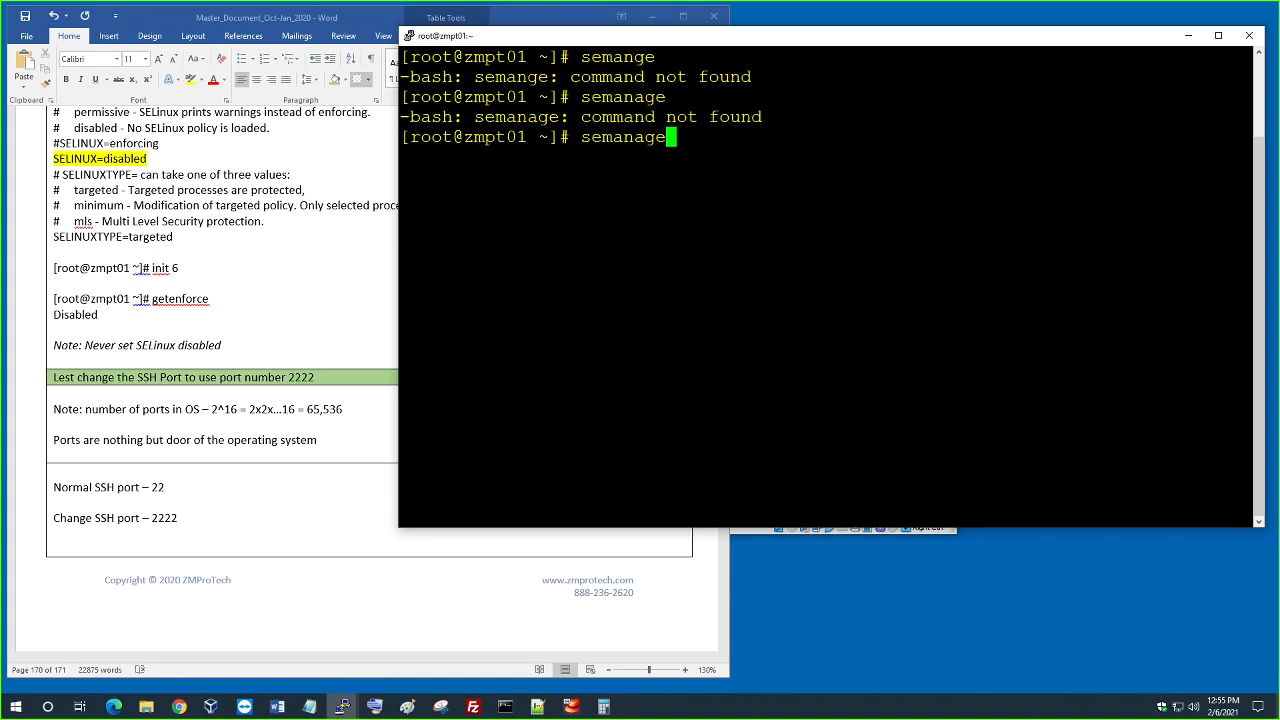 Master_Document_Oct-Jan_2020 - Word
Table Tools
File Home Insert Design Layout References Mailings Review View
Calibri 11
Paste
Clipboard Font Paragraph
root@zmpt01:~
[root@zmpt01 ~]# semange
-bash: semange: command not found
[root@zmpt01 ~]# semanage
-bash: semanage: command not found
[root@zmpt01 ~]# semanage
# permissive - SELinux prints warnings instead of enforcing.
# disabled - No SELinux policy is loaded.
#SELINUX=enforcing
SELINUX=disabled
# SELINUXTYPE= can take one of three values:
# targeted - Targeted processes are protected,
# minimum - Modification of targeted policy. Only selected proce
# mls - Multi Level Security protection.
SELINUXTYPE=targeted
[root@zmpt01 ~]# init 6
[root@zmpt01 ~]# getenforce
Disabled
Note: Never set SELinux disabled
Lest change the SSH Port to use port number 2222
Note: number of ports in OS – 2^16 = 2x2x...16 = 65,536
Ports are nothing but door of the operating system
Normal SSH port – 22
Change SSH port – 2222
Copyright © 2020 ZMProTech
www.zmprotech.com
888-236-2620
Page 170 of 171 22875 words
130%
12:55 PM
2/6/2021